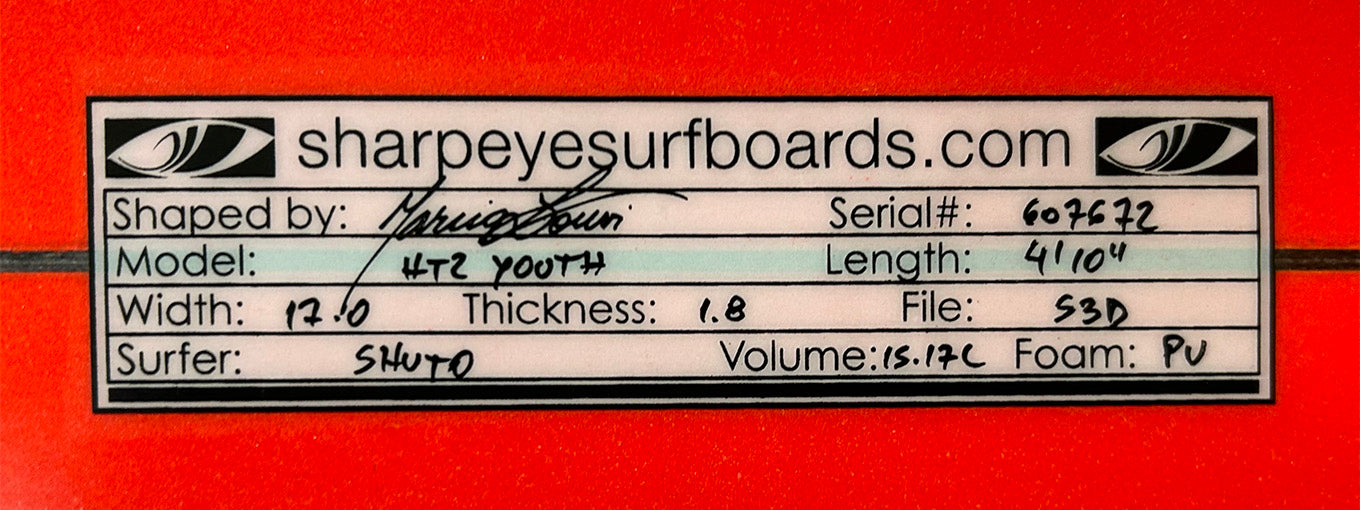 sharpeyesurfboards.com
Shaped by: Serial#: 607672
Model: HT2 YOUTH Length: 4'10"
Width: 17.0 Thickness: 1.8 File: S3D
Surfer: SHUTO Volume: 15.17L Foam: PU